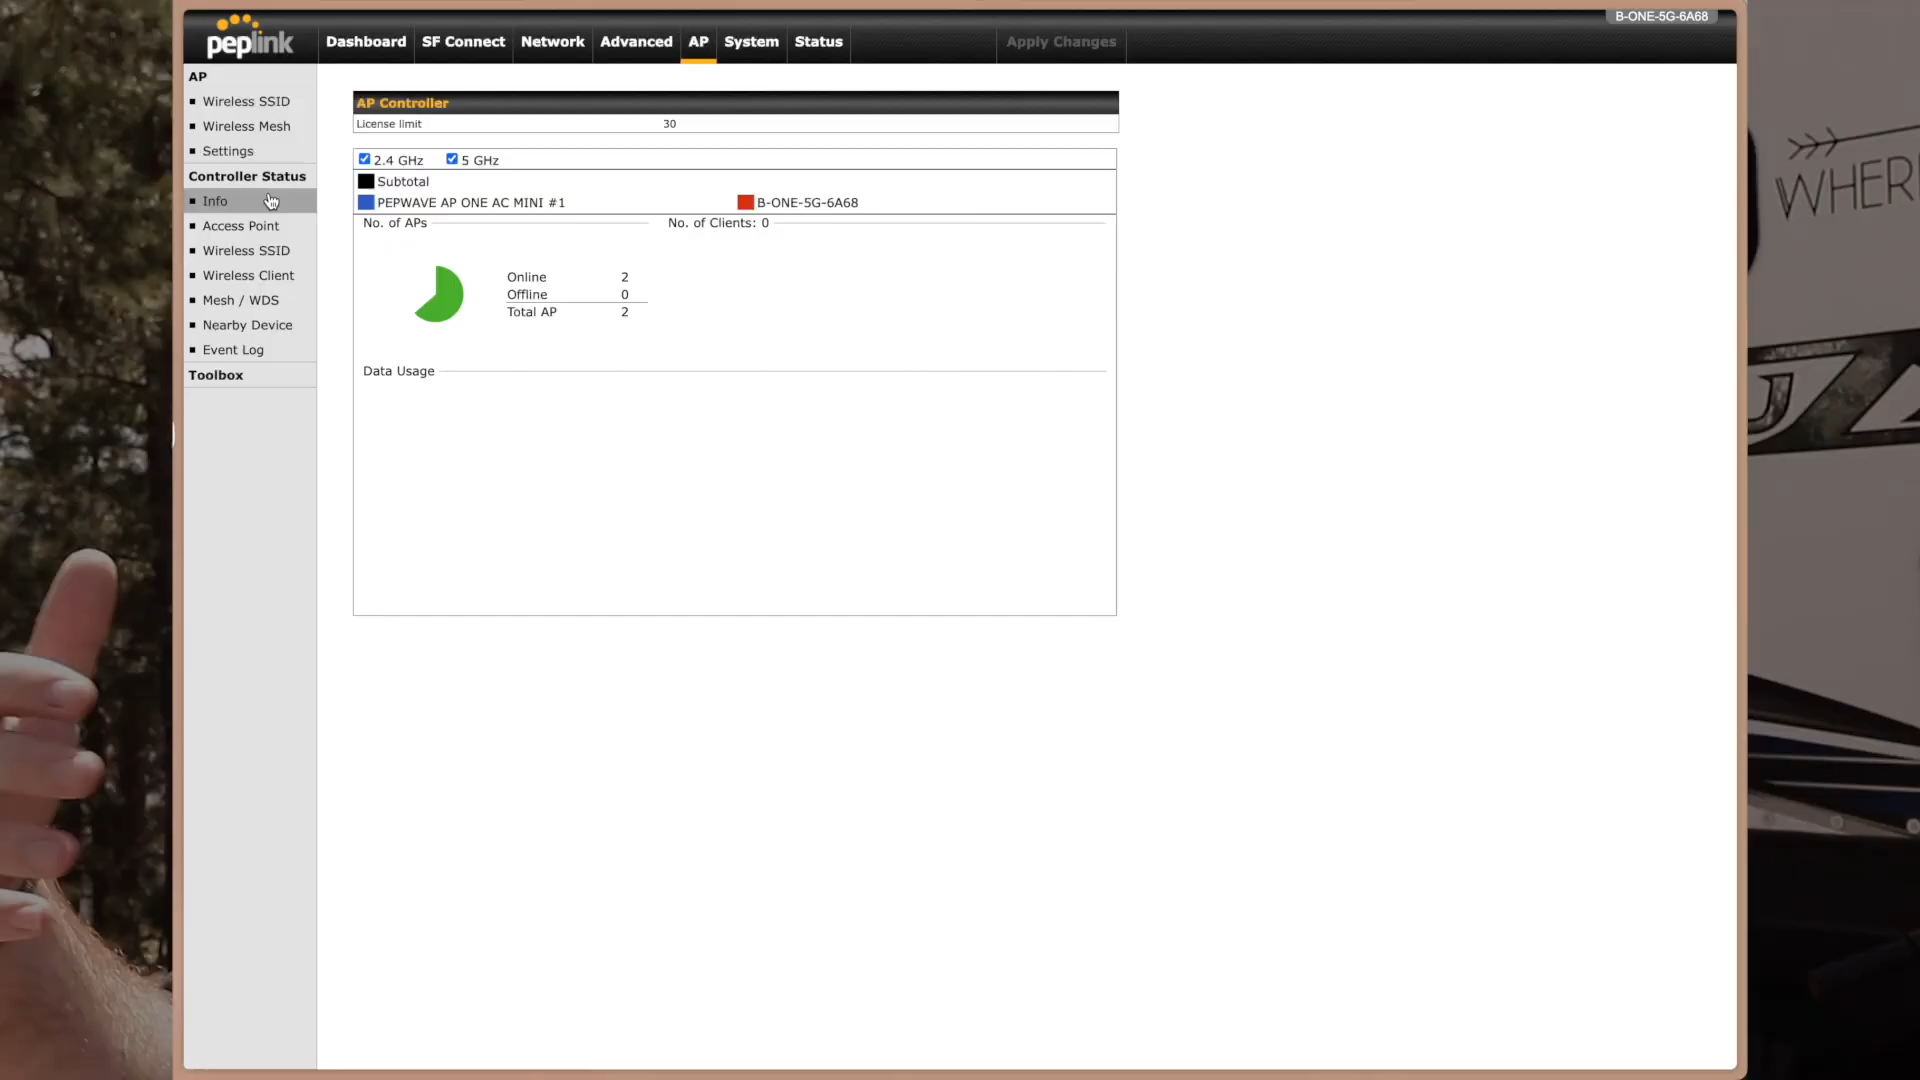 B-ONE-5G-6A68
peplink
Dashboard SF Connect Network Advanced AP System Status Apply Changes
AP
Wireless SSID
Wireless Mesh
Settings
Controller Status
Info
Access Point
Wireless SSID
Wireless Client
Mesh / WDS
Nearby Device
Event Log
Toolbox
AP Controller
License limit 30
2.4 GHz 5 GHz
Subtotal
PEPWAVE AP ONE AC MINI #1 B-ONE-5G-6A68
No. of APs No. of Clients: 0
Online 2
Offline 0
Total AP 2
Data Usage
WHER